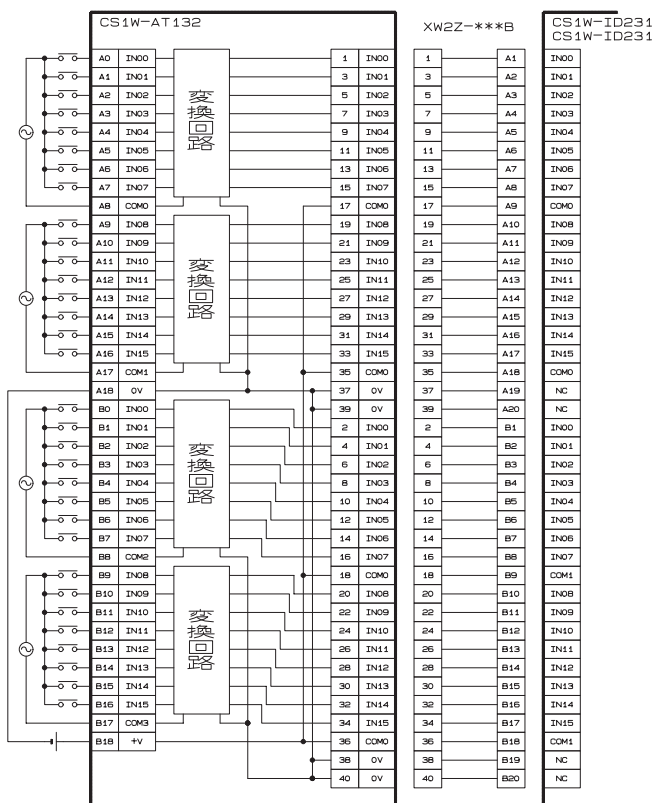 CS1W-AT132 XW2Z-***B CS1W-ID231
CS1W-ID231
A0 IN00 1 IN00 1 A1 IN00
A1 IN01 3 IN01 3 A2 IN01
A2 IN02 5 IN02 5 A3 IN02
A3 IN03 7 IN03 7 A4 IN03
A4 IN04 9 IN04 9 A5 IN04
A5 IN05 11 IN05 11 A6 IN05
A6 IN06 13 IN06 13 A7 IN06
A7 IN07 15 IN07 15 A8 IN07
A8 COM0 17 COM0 17 A9 COM0
変換回路
A9 IN08 19 IN08 19 A10 IN08
A10 IN09 21 IN09 21 A11 IN09
A11 IN10 23 IN10 23 A12 IN10
A12 IN11 25 IN11 25 A13 IN11
A13 IN12 27 IN12 27 A14 IN12
A14 IN13 29 IN13 29 A15 IN13
A15 IN14 31 IN14 31 A16 IN14
A16 IN15 33 IN15 33 A17 IN15
A17 COM1 35 COM0 35 A18 COM0
変換回路
A18 0V 37 0V 37 A19 NC
B0 IN00 39 0V 39 A20 NC
B1 IN01 2 IN00 2 B1 IN00
B2 IN02 4 IN01 4 B2 IN01
B3 IN03 6 IN02 6 B3 IN02
B4 IN04 8 IN03 8 B4 IN03
B5 IN05 10 IN04 10 B5 IN04
B6 IN06 12 IN05 12 B6 IN05
B7 IN07 14 IN06 14 B7 IN06
B8 COM2 16 IN07 16 B8 IN07
変換回路
B9 IN08 18 COM0 18 B9 COM1
B10 IN09 20 IN08 20 B10 IN08
B11 IN10 22 IN09 22 B11 IN09
B12 IN11 24 IN10 24 B12 IN10
B13 IN12 26 IN11 26 B13 IN11
B14 IN13 28 IN12 28 B14 IN12
B15 IN14 30 IN13 30 B15 IN13
B16 IN15 32 IN14 32 B16 IN14
B17 COM3 34 IN15 34 B17 IN15
変換回路
B18 +V 36 COM0 36 B18 COM1
38 0V 38 B19 NC
40 0V 40 B20 NC